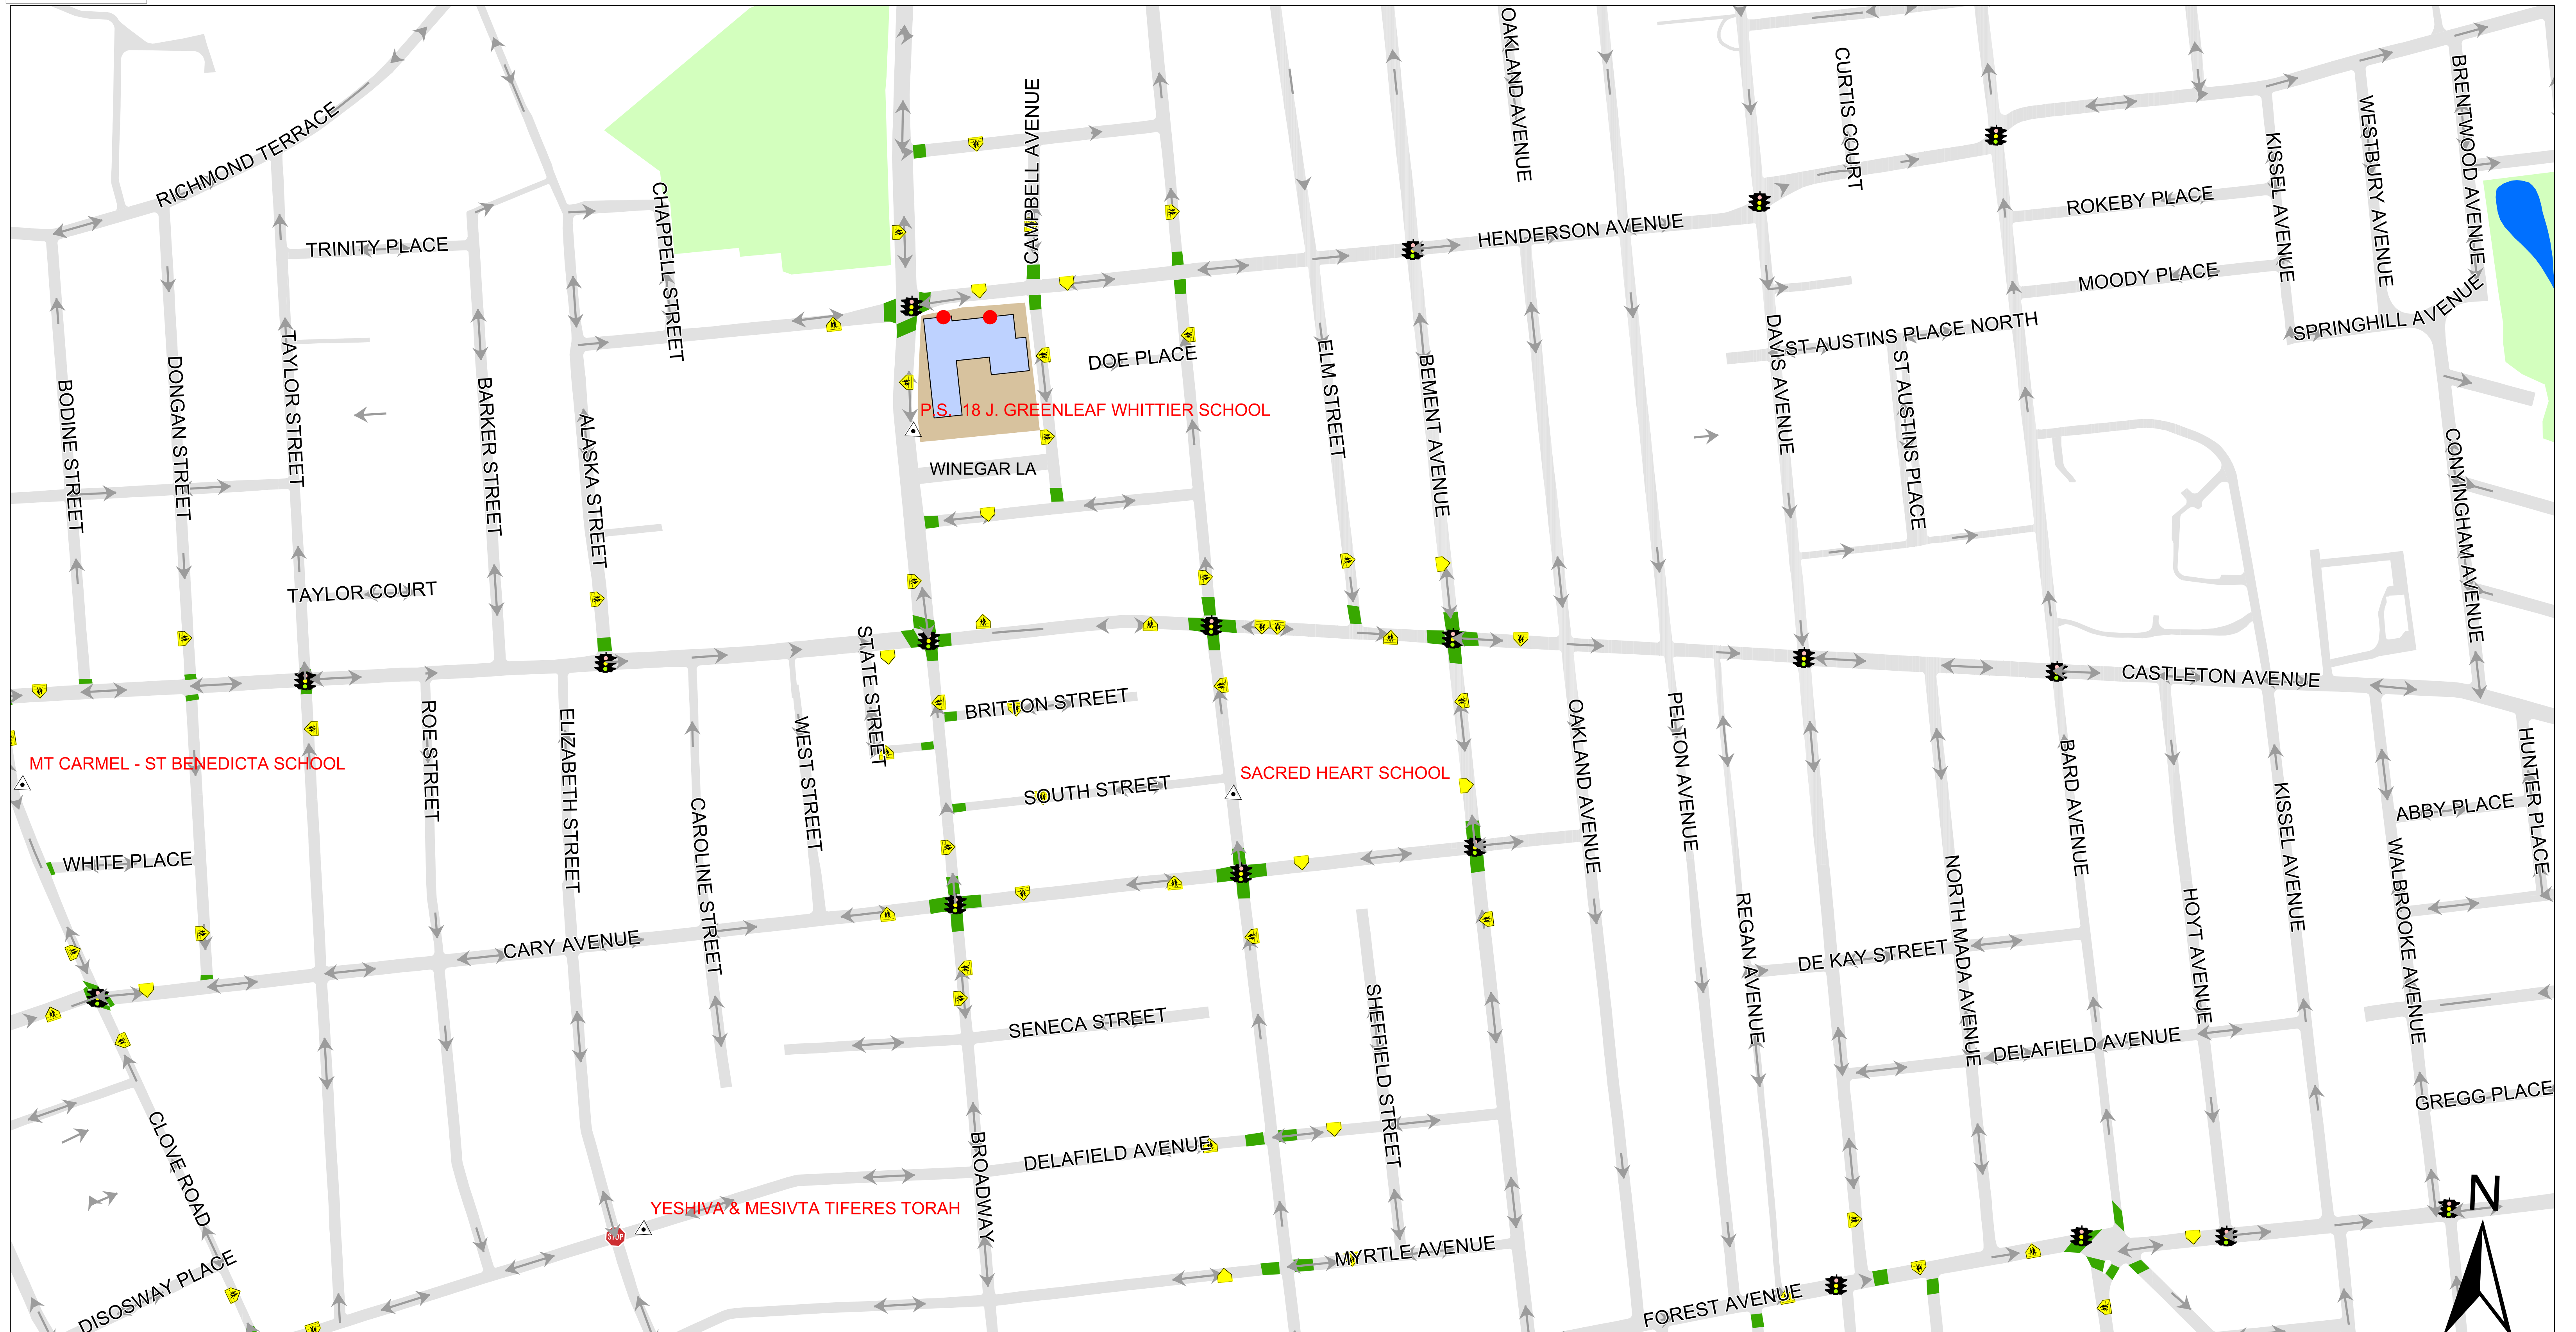 OAKLAND AVENUE
CURTIS COURT
BRENTWOOD AVENUE
WESTBURY AVENUE
KISSEL AVENUE
RICHMOND TERRACE
CAMPBELL AVENUE
CHAPPELL STREET
TRINITY PLACE
HENDERSON AVENUE
ROKEBY PLACE
MOODY PLACE
SPRINGHILL AVENUE
ST AUSTINS PLACE NORTH
ST AUSTINS PLACE
DAVIS AVENUE
DOE PLACE
ELM STREET
BEMENT AVENUE
BODINE STREET
DONGAN STREET
TAYLOR STREET
BARKER STREET
ALASKA STREET
P.S. 18 J. GREENLEAF WHITTIER SCHOOL
WINEGAR LA
CONYINGHAM AVENUE
TAYLOR COURT
STATE STREET
CASTLETON AVENUE
BRITTON STREET
ROE STREET
ELIZABETH STREET
CAROLINE STREET
WEST STREET
OAKLAND AVENUE
PELTON AVENUE
BARD AVENUE
HUNTER PLACE
MT CARMEL - ST BENEDICTA SCHOOL
SOUTH STREET
SACRED HEART SCHOOL
KISSEL AVENUE
ABBY PLACE
WALBROOKE AVENUE
WHITE PLACE
CARY AVENUE
REGAN AVENUE
NORTH MADA AVENUE
HOYT AVENUE
DE KAY STREET
SENECA STREET
SHEFFIELD STREET
DELAFIELD AVENUE
GREGG PLACE
CLOVE ROAD
BROADWAY
DELAFIELD AVENUE
YESHIVA & MESIVTA TIFERES TORAH
STOP
MYRTLE AVENUE
DISOSWAY PLACE
FOREST AVENUE
N